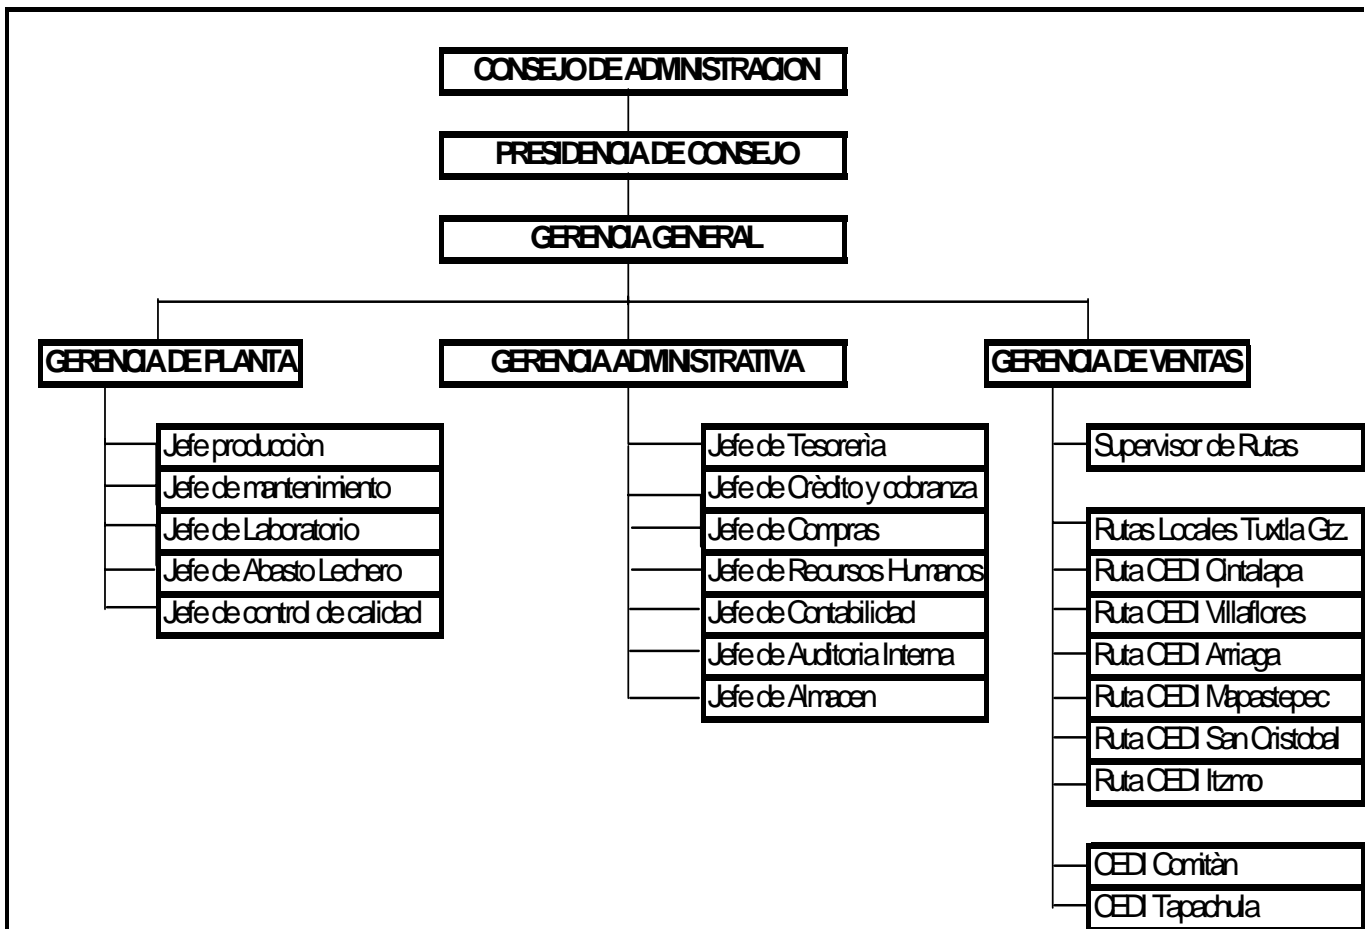 CONSEJO DE ADMINISTRACION
PRESIDENCIA DE CONSEJO
GERENCIA GENERAL
GERENCIA DE PLANTA
GERENCIA ADMINISTRATIVA
GERENCIA DE VENTAS
Jefe producciòn
Jefe de mantenimiento
Jefe de Laboratorio
Jefe de Abasto Lechero
Jefe de control de calidad
Jefe de Tesorerìa
Jefe de Crèdito y cobranza
Jefe de Compras
Jefe de Recursos Humanos
Jefe de Contabilidad
Jefe de Auditoria Interna
Jefe de Almacen
Supervisor de Rutas
Rutas Locales Tuxtla Gtz.
Ruta CEDI Cintalapa
Ruta CEDI Villaflores
Ruta CEDI Arriaga
Ruta CEDI Mapastepec
Ruta CEDI San Cristobal
Ruta CEDI Itzmo
CEDI Comitàn
CEDI Tapachula